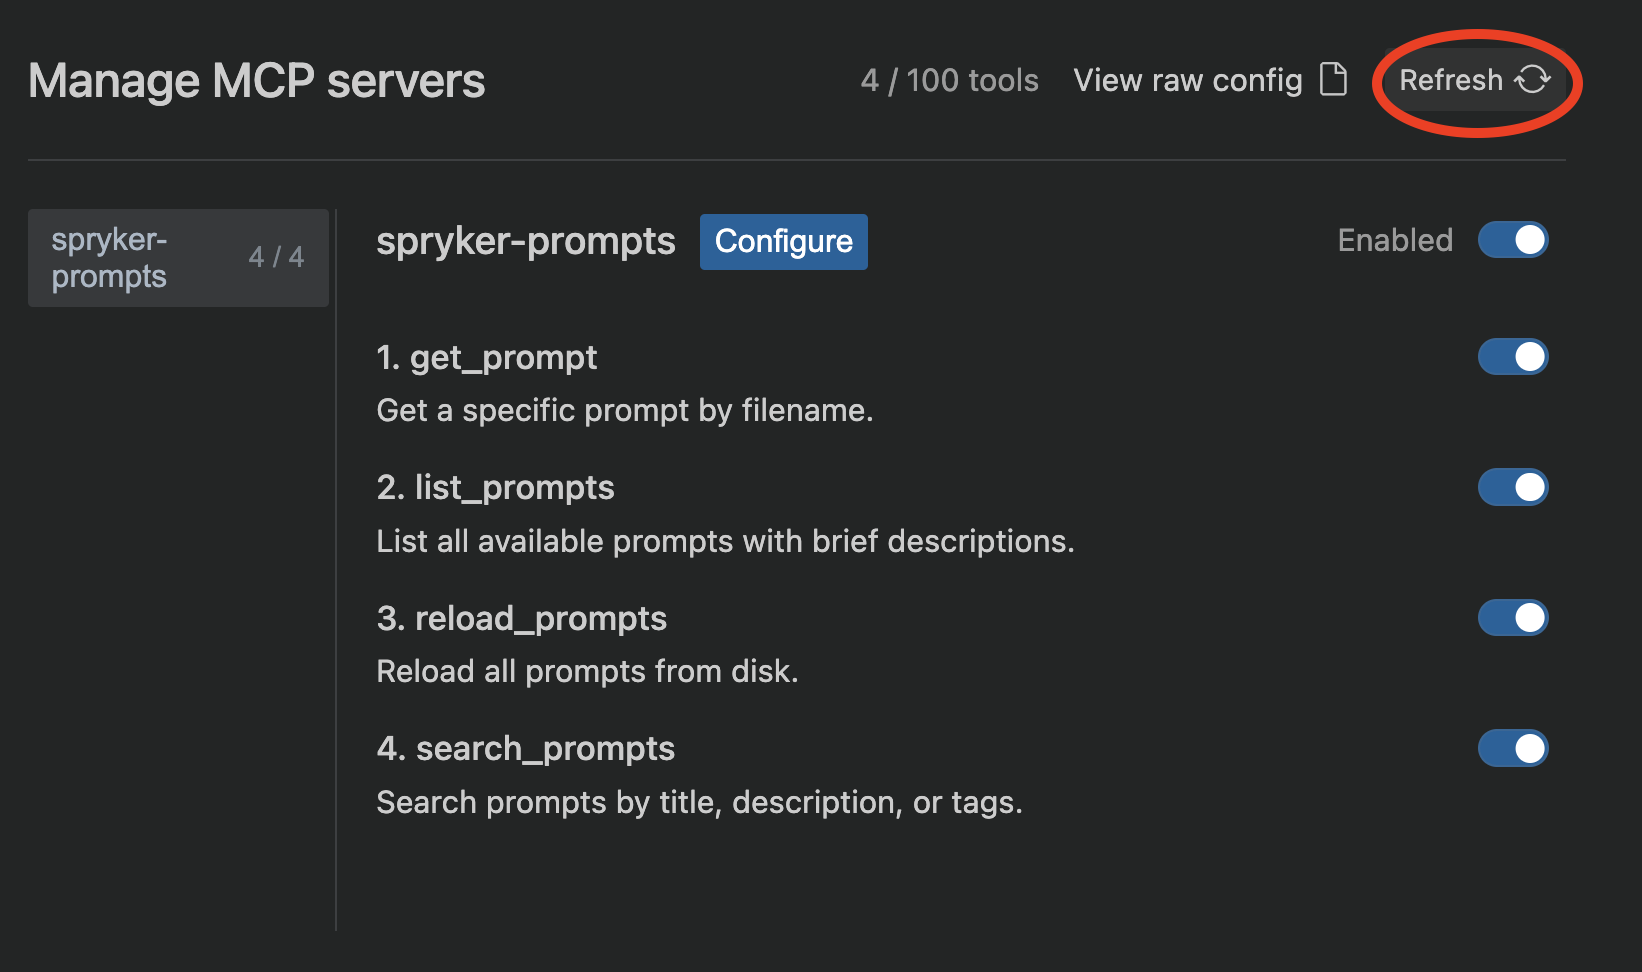 Manage MCP servers
4 / 100 tools
View raw config
Refresh
spryker-
prompts
4 / 4
spryker-prompts
Configure
Enabled
1. get_prompt
Get a specific prompt by filename.
2. list_prompts
List all available prompts with brief descriptions.
3. reload_prompts
Reload all prompts from disk.
4. search_prompts
Search prompts by title, description, or tags.